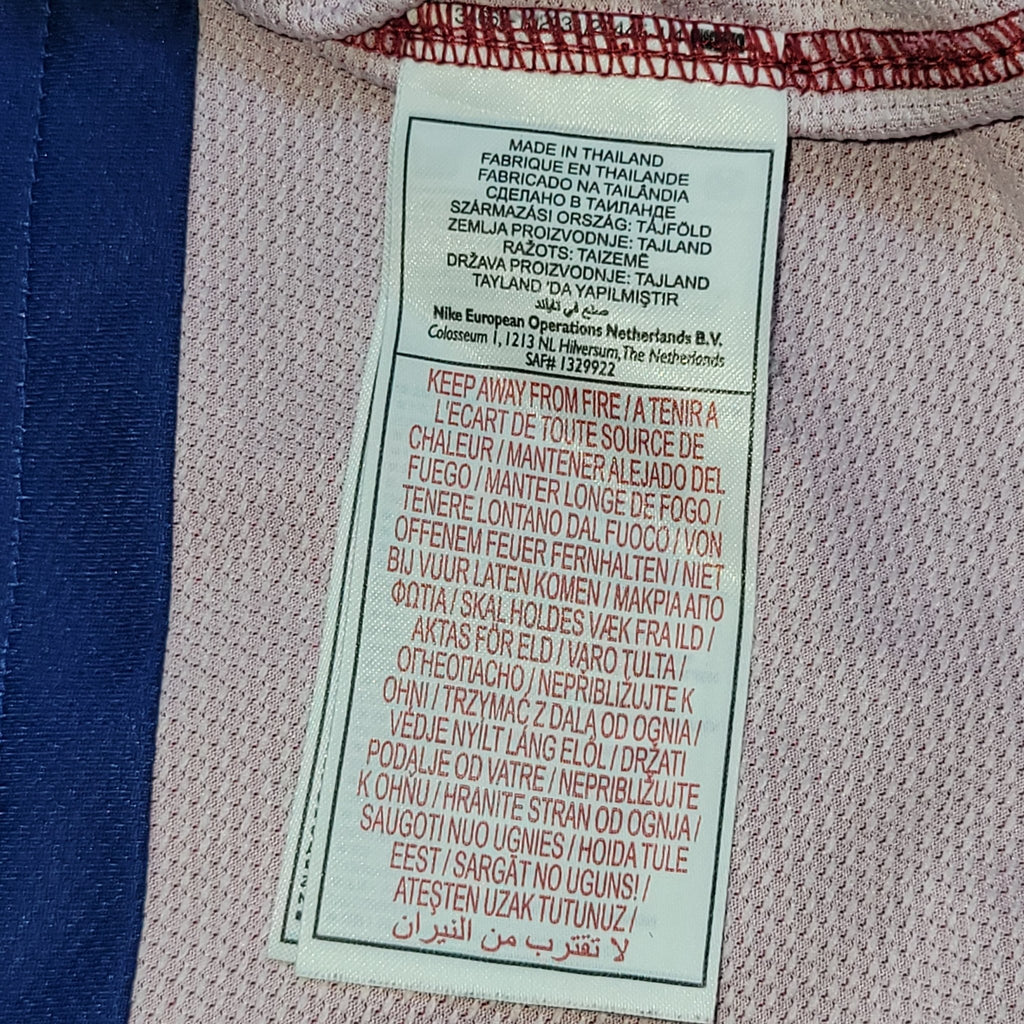 MADE IN THAILAND
FABRIQUE EN THAILANDE
FABRICADO NA TAILÂNDIA
СДЕЛАНО В ТАИЛАНДЕ
SZÁRMAZÁSI ORSZÁG: TÁJFÖLD
ZEMLJA PROIZVODNJE: TAJLAND
RAŽOTS: TAIZEMĒ
DRŽAVA PROIZVODNJE: TAJLAND
TAYLAND 'DA YAPILMIŞTIR
صنع في تايلاند
Nike European Operations Netherlands B.V.
Colosseum 1, 1213 NL Hilversum, The Netherlands
SAF# 1329922
KEEP AWAY FROM FIRE / A TENIR A
L'ECART DE TOUTE SOURCE DE
CHALEUR / MANTENER ALEJADO DEL
FUEGO / MANTER LONGE DE FOGO /
TENERE LONTANO DAL FUOCO / VON
OFFENEM FEUER FERNHALTEN / NIET
BIJ VUUR LATEN KOMEN / ΜΑΚΡΙΑ ΑΠΟ
ΦΩΤΙΑ / SKAL HOLDES VÆK FRA ILD /
AKTAS FÖR ELD / VARO TULTA /
ОГНЕОПАСНО / NEPŘIBLIŽUJTE K
OHNI / TRZYMAĆ Z DALA OD OGNIA /
VÉDJE NYÍLT LÁNG ELŐL / DRŽATI
PODALJE OD VATRE / NEPRIBLIŽUJTE
K OHŇU / HRANITE STRAN OD OGNJA /
SAUGOTI NUO UGNIES / HOIDA TULE
EEST / SARGĀT NO UGUNS! /
ATEŞTEN UZAK TUTUNUZ /
لا تقترب من النيران